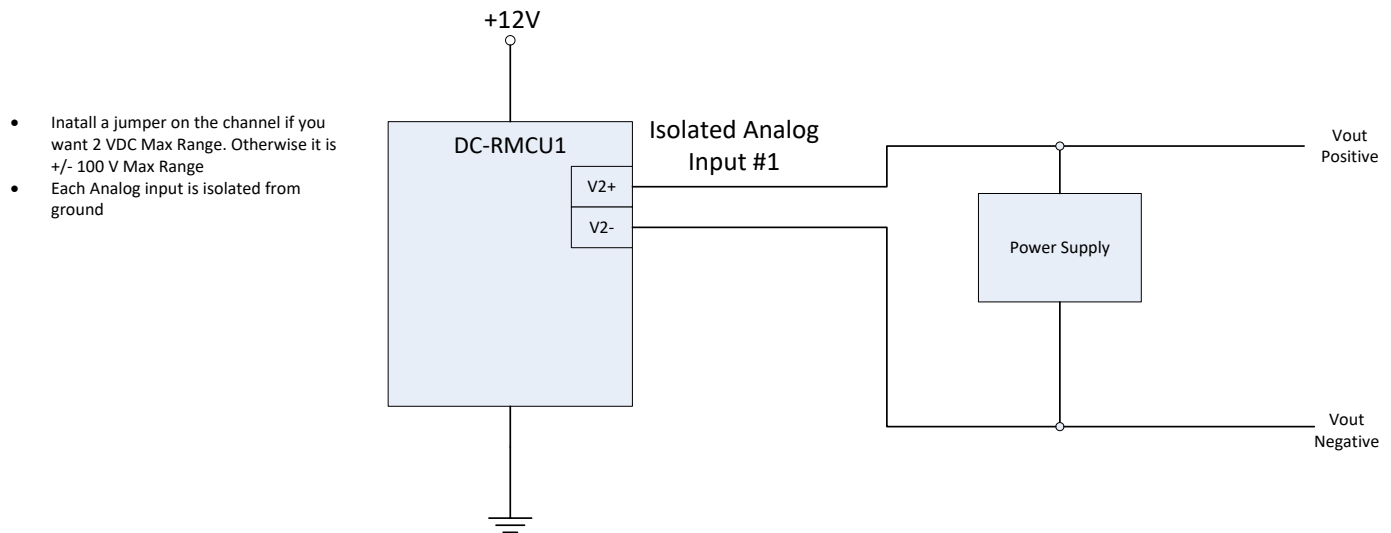 +12V
• Inatall a jumper on the channel if you
want 2 VDC Max Range. Otherwise it is
+/- 100 V Max Range
• Each Analog input is isolated from
ground
DC-RMCU1
Isolated Analog
Input #1
V2+
V2-
Power Supply
Vout
Positive
Vout
Negative